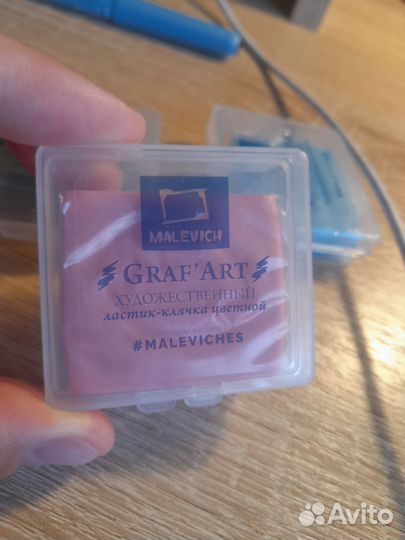 MALEVICH
GRAF'ART
ХУДОЖЕСТВЕННЫЙ
ластик-клячка цветной
#MALEVICHES
Avito